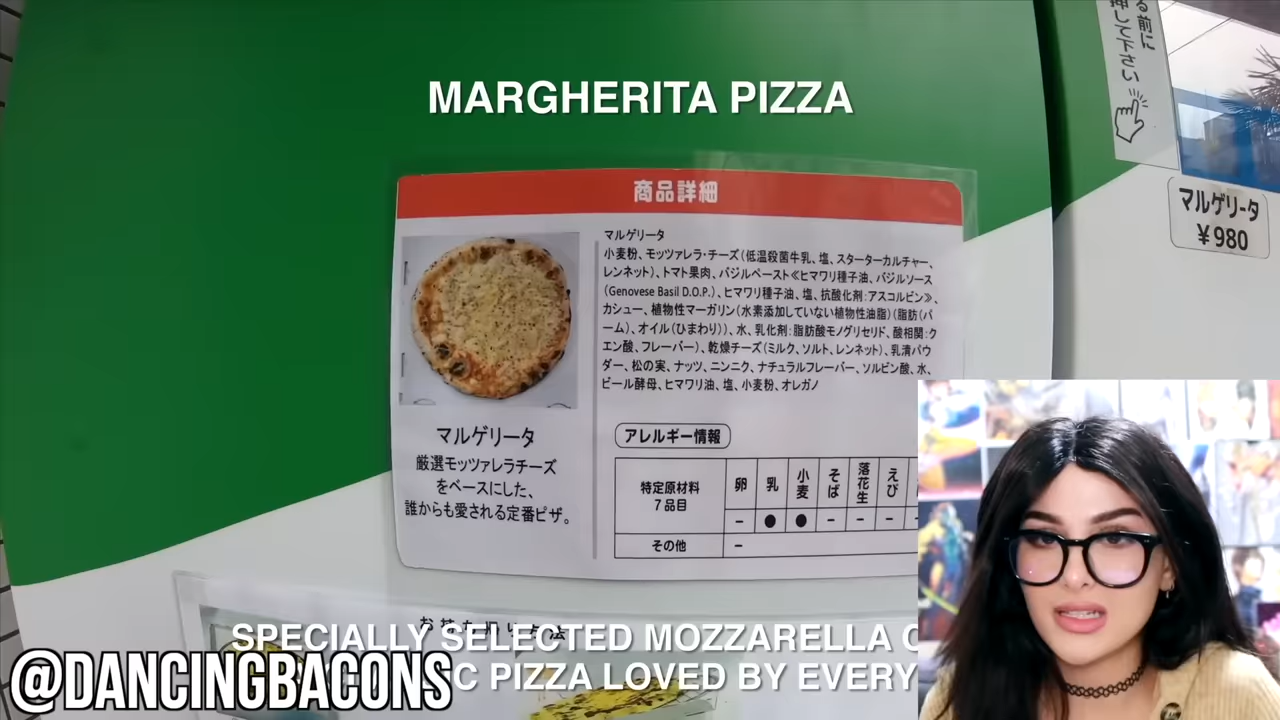 MARGHERITA PIZZA
る前に
押して下さい
マルゲリータ
¥980
商品詳細
マルゲリータ
小麦粉、モッツァレラ・チーズ(低温殺菌牛乳、塩、スターターカルチャー、
レンネット)、トマト果肉、バジルペースト≪ヒマワリ種子油、バジルソース
(Genovese Basil D.O.P.)、ヒマワリ種子油、塩、抗酸化剤:アスコルビン≫、
カシュー、植物性マーガリン(水素添加していない植物性油脂)(脂肪(パ
ーム)、オイル(ひまわり))、水、乳化剤:脂肪酸モノグリセリド、酸相関:ク
エン酸、フレーバー)、乾燥チーズ(ミルク、ソルト、レンネット)、乳清パウ
ダー、松の実、ナッツ、ニンニク、ナチュラルフレーバー、ソルビン酸、水、
ビール酵母、ヒマワリ油、塩、小麦粉、オレガノ
マルゲリータ
厳選モッツァレラチーズ
をベースにした、
誰からも愛される定番ピザ。
アレルギー情報
特定原材料
7品目
卵 乳 小麦 そば 落花生 えび
- ● ● - - - -
その他 -
SPECIALLY SELECTED MOZZARELLA
C PIZZA LOVED BY EVERY
@DANCINGBACONS